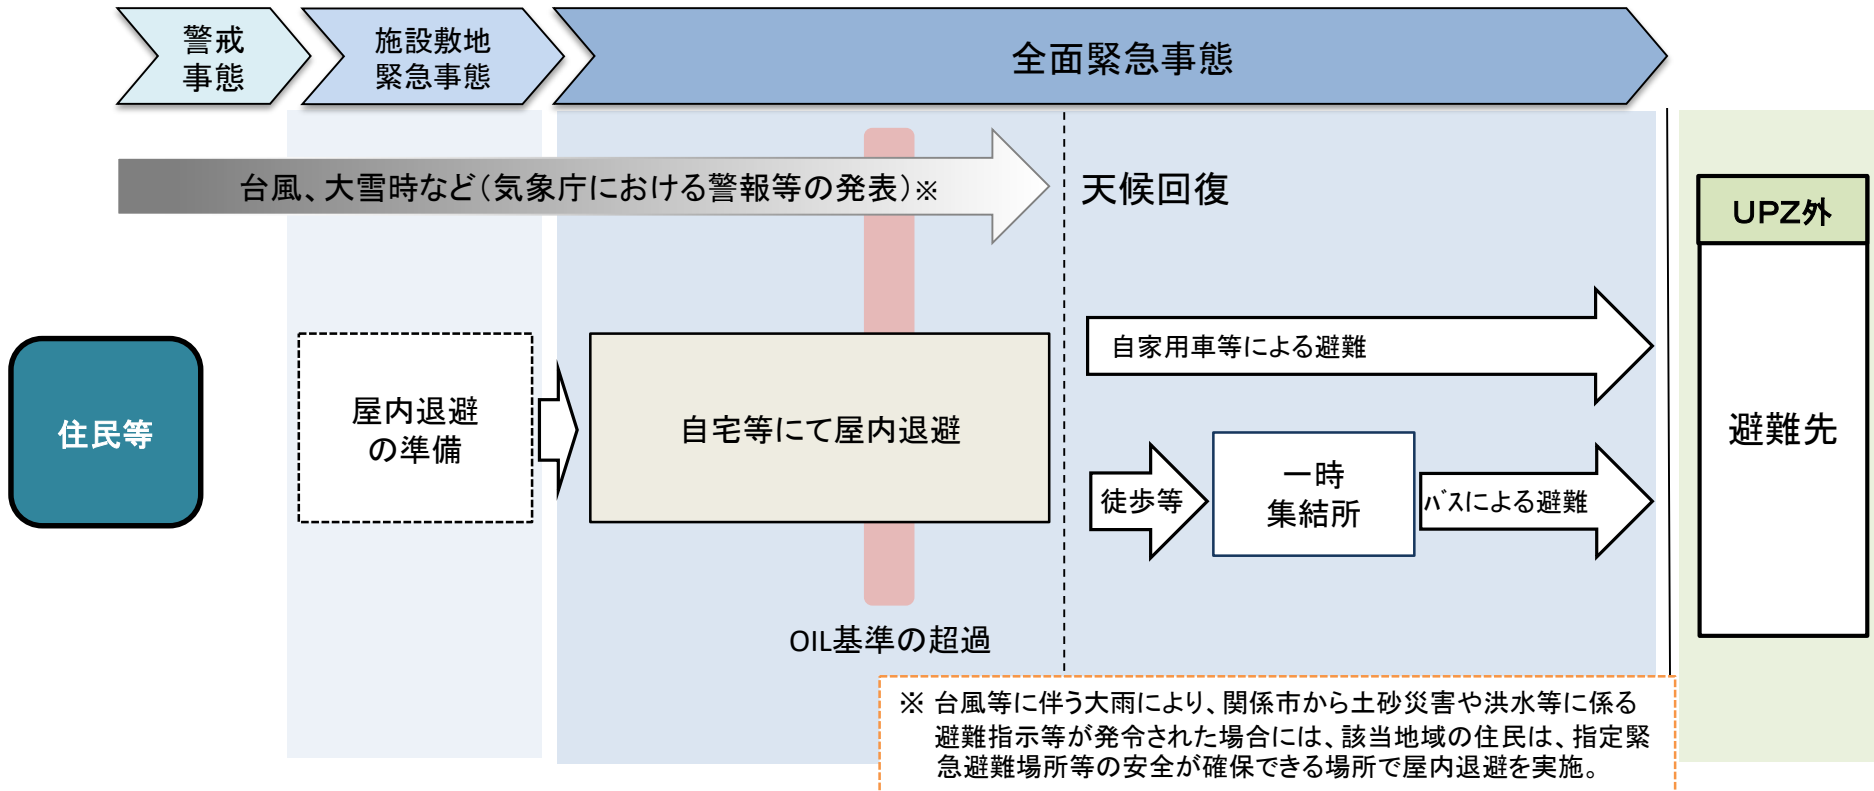 警戒
事態
施設敷地
緊急事態
全面緊急事態
台風、大雪時など（気象庁における警報等の発表）※
天候回復
UPZ外
自家用車等による避難
住民等
屋内退避
の準備
自宅等にて屋内退避
避難先
徒歩等
一時
集結所
バスによる避難
OIL基準の超過
※ 台風等に伴う大雨により、関係市から土砂災害や洪水等に係る
避難指示等が発令された場合には、該当地域の住民は、指定緊
急避難場所等の安全が確保できる場所で屋内退避を実施。